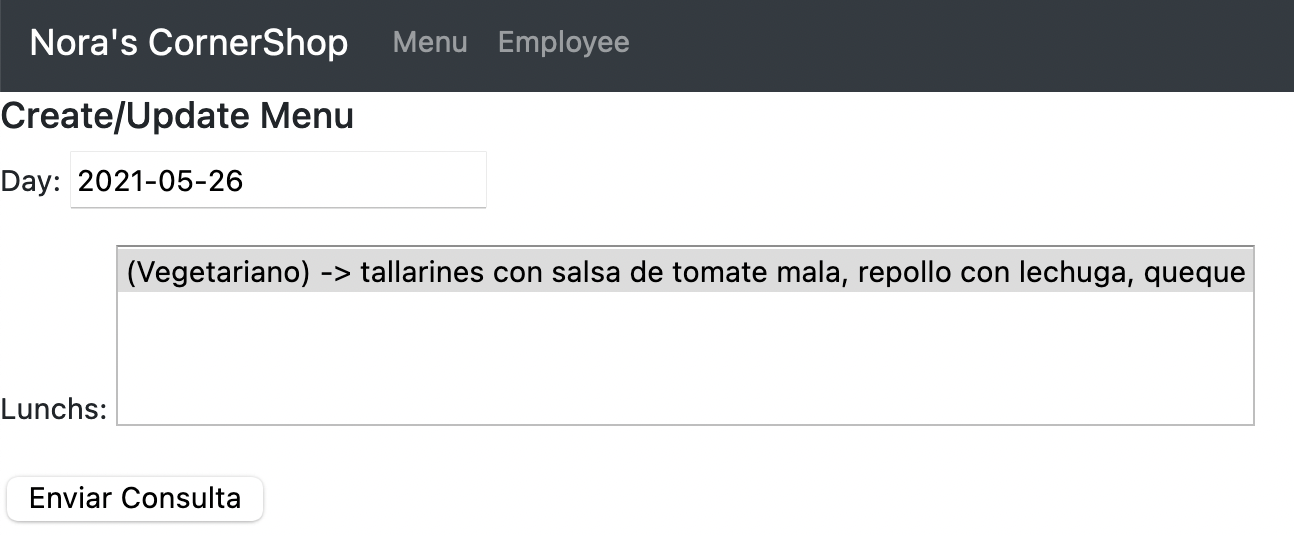 Nora's CornerShop Menu Employee
Create/Update Menu
Day: 2021-05-26
(Vegetariano) -> tallarines con salsa de tomate mala, repollo con lechuga, queque
Lunchs:
Enviar Consulta